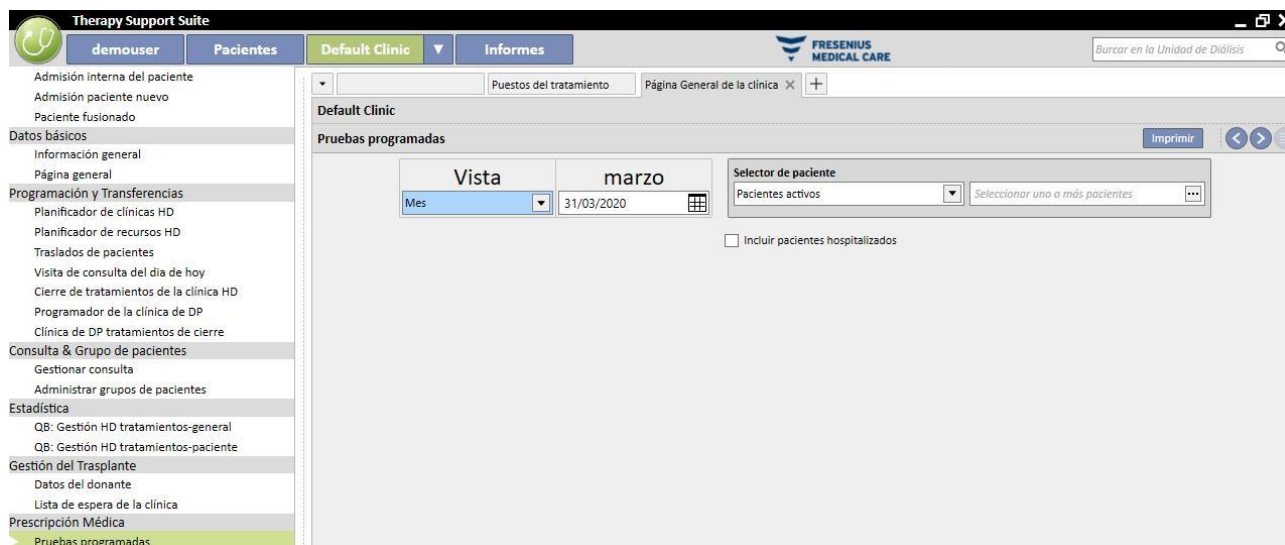 Therapy Support Suite
demouser Pacientes Default Clinic Informes FRESENIUS MEDICAL CARE Burcar en la Unidad de Diálisis
Admisión interna del paciente
Admisión paciente nuevo
Paciente fusionado
Datos básicos
Información general
Página general
Programación y Transferencias
Planificador de clínicas HD
Planificador de recursos HD
Traslados de pacientes
Visita de consulta del dia de hoy
Cierre de tratamientos de la clínica HD
Programador de la clínica de DP
Clínica de DP tratamientos de cierre
Consulta & Grupo de pacientes
Gestionar consulta
Administrar grupos de pacientes
Estadística
QB: Gestión HD tratamientos-general
QB: Gestión HD tratamientos-paciente
Gestión del Trasplante
Datos del donante
Lista de espera de la clínica
Prescripción Médica
Pruebas programadas
Puestos del tratamiento Página General de la clínica
Default Clinic
Pruebas programadas Imprimir
Vista marzo
Mes 31/03/2020
Selector de paciente
Pacientes activos Seleccionar uno o más pacientes
Incluir pacientes hospitalizados